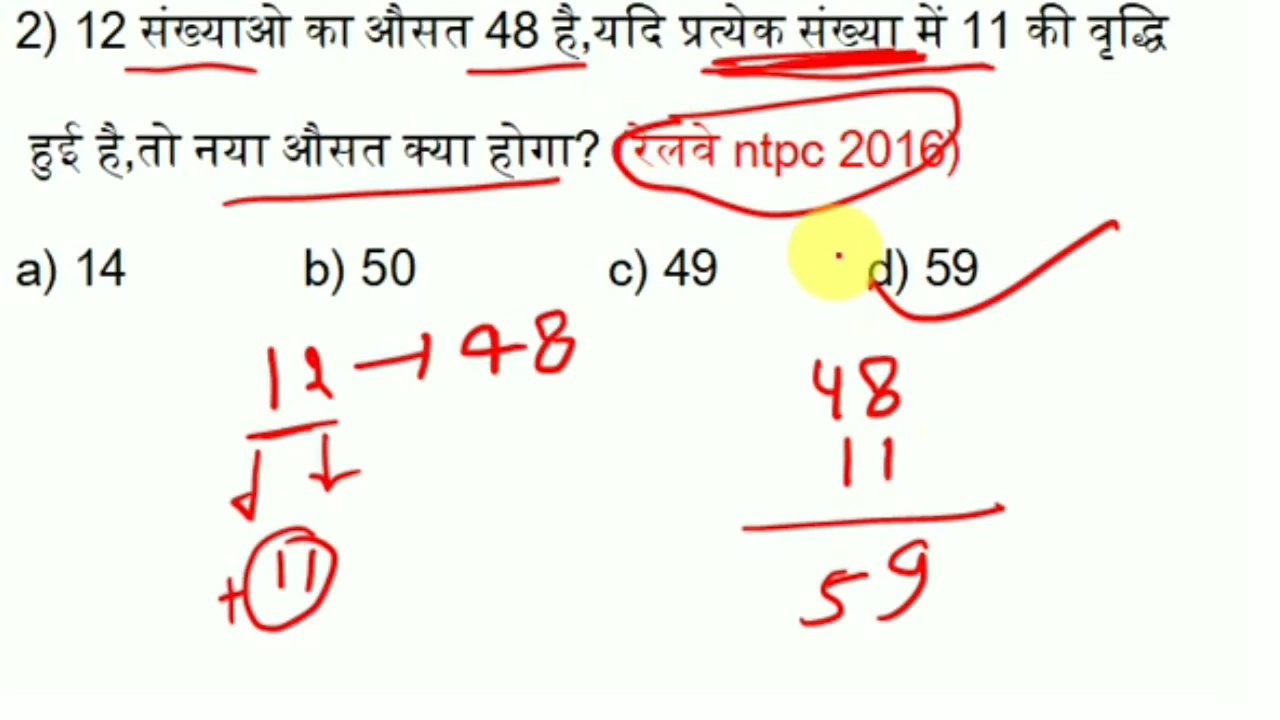 2) 12 संख्याओ का औसत 48 है,यदि प्रत्येक संख्या में 11 की वृद्धि
हुई है,तो नया औसत क्या होगा? (रेलवे ntpc 2016)
a) 14 b) 50 c) 49 d) 59
12 → 48
48
11
+ 11
59